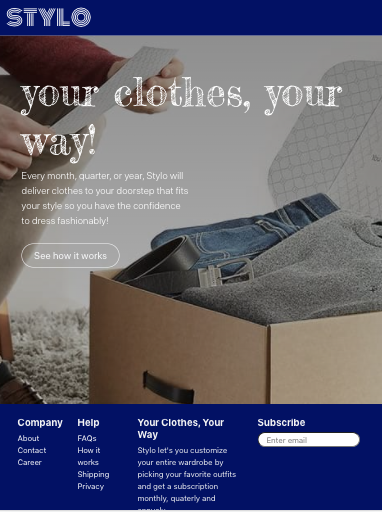 STYLO
your clothes, your
way!
Every month, quarter, or year, Stylo will
deliver clothes to your doorstep that fits
your style so you have the confidence
to dress fashionably!
See how it works
Company
About
Contact
Career
Help
FAQs
How it
works
Shipping
Privacy
Your Clothes, Your
Way
Stylo let's you customize
your entire wardrobe by
picking your favorite outfits
and get a subscription
monthly, quaterly and
Subscribe
Enter email